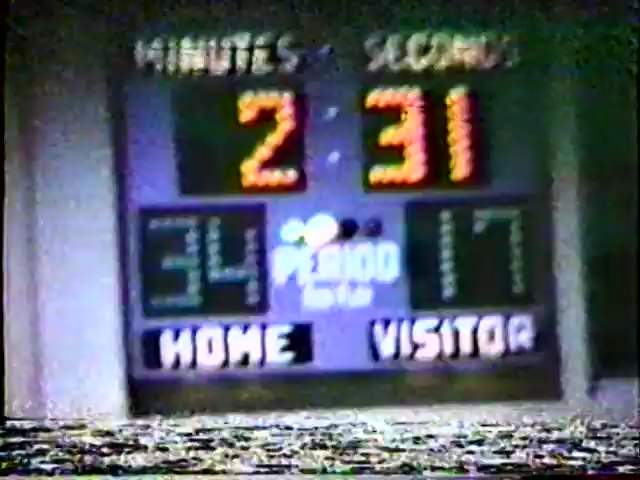 MINUTES : SECONDS
2 : 31
34 17
PERIOD
HOME VISITOR